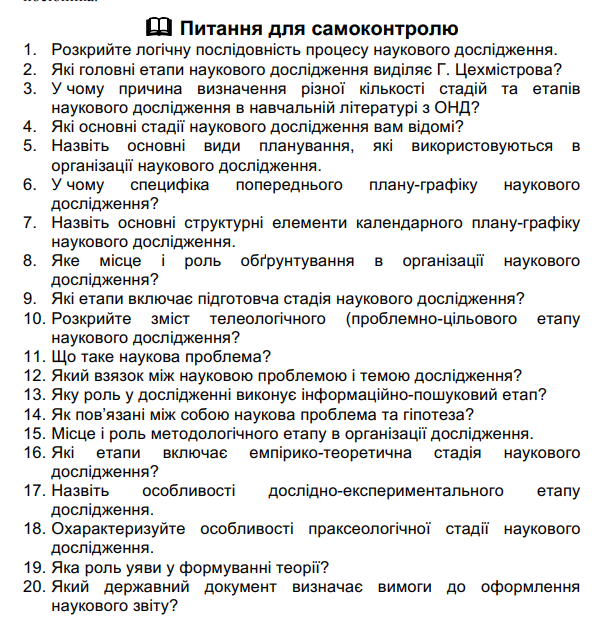 Питання для самоконтролю
1. Розкрийте логічну послідовність процесу наукового дослідження.
2. Які головні етапи наукового дослідження виділяє Г. Цехмістрова?
3. У чому причина визначення різної кількості стадій та етапів
наукового дослідження в навчальній літературі з ОНД?
4. Які основні стадії наукового дослідження вам відомі?
5. Назвіть основні види планування, які використовуються в
організації наукового дослідження.
6. У чому специфіка попереднього плану-графіку наукового
дослідження?
7. Назвіть основні структурні елементи календарного плану-графіку
наукового дослідження.
8. Яке місце і роль обґрунтування в організації наукового
дослідження?
9. Які етапи включає підготовча стадія наукового дослідження?
10. Розкрийте зміст телеологічного (проблемно-цільового етапу
наукового дослідження?
11. Що таке наукова проблема?
12. Який взязок між науковою проблемою і темою дослідження?
13. Яку роль у дослідженні виконує інформаційно-пошуковий етап?
14. Як пов’язані між собою наукова проблема та гіпотеза?
15. Місце і роль методологічного етапу в організації дослідження.
16. Які етапи включає емпірико-теоретична стадія наукового
дослідження?
17. Назвіть особливості дослідно-експериментального етапу
дослідження.
18. Охарактеризуйте особливості праксеологічної стадії наукового
дослідження.
19. Яка роль уяви у формуванні теорії?
20. Який державний документ визначає вимоги до оформлення
наукового звіту?